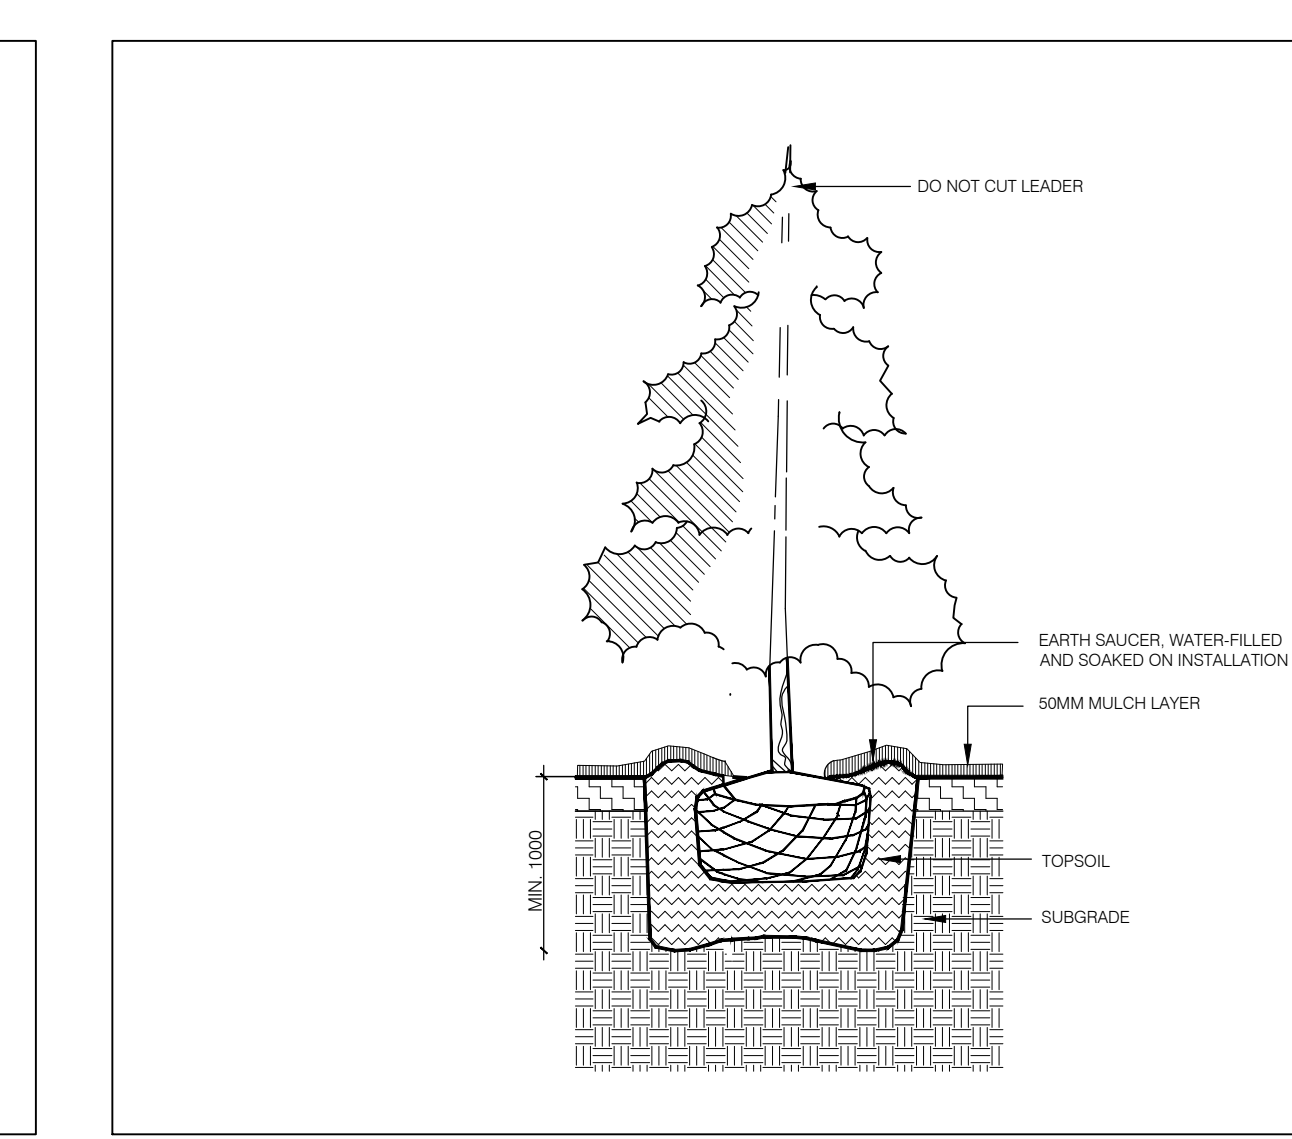 DO NOT CUT LEADER
EARTH SAUCER, WATER-FILLED
AND SOAKED ON INSTALLATION
50MM MULCH LAYER
MIN. 1000
TOPSOIL
SUBGRADE